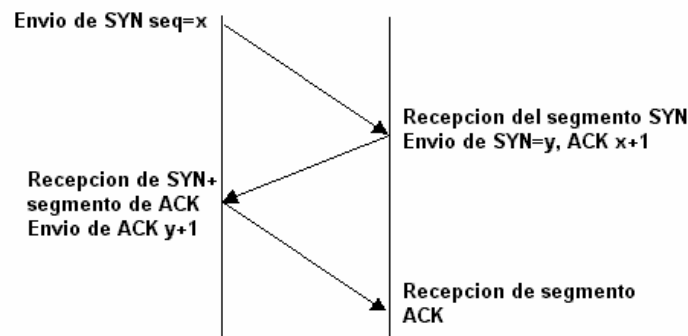 Envio de SYN seq=x
Recepcion del segmento SYN
Envio de SYN=y, ACK x+1
Recepcion de SYN+
segmento de ACK
Envio de ACK y+1
Recepcion de segmento
ACK